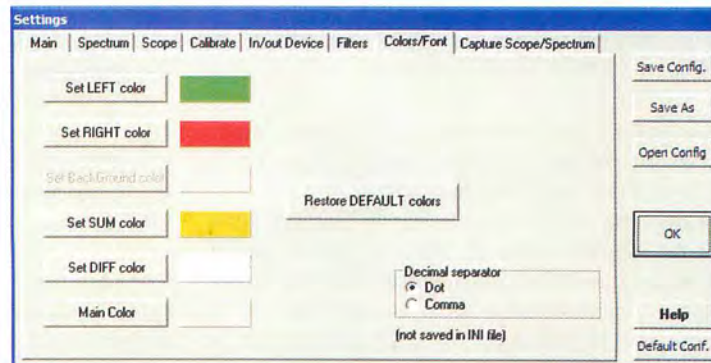 Settings
Main Spectrum Scope Calibrate In/out Device Filters Colors/Font Capture Scope/Spectrum
Set LEFT color
Set RIGHT color
Set BackGround color
Set SUM color
Set DIFF color
Main Color
Restore DEFAULT colors
Decimal separator
Dot
Comma
(not saved in INI file)
Save Config.
Save As
Open Config
OK
Help
Default Conf.